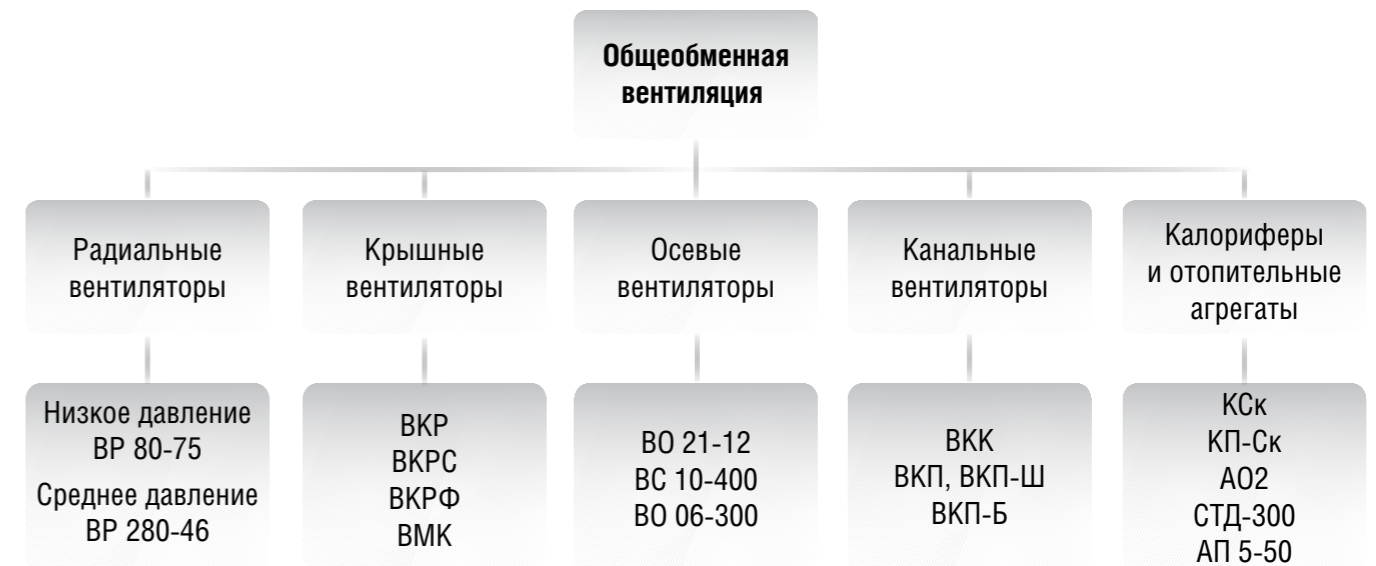 Общеобменная
вентиляция
Радиальные
вентиляторы
Крышные
вентиляторы
Осевые
вентиляторы
Канальные
вентиляторы
Калориферы
и отопительные
агрегаты
Низкое давление
ВР 80-75
Среднее давление
ВР 280-46
ВКР
ВКРС
ВКРФ
ВМК
ВО 21-12
ВС 10-400
ВО 06-300
ВКК
ВКП, ВКП-Ш
ВКП-Б
КСк
КП-Ск
АО2
СТД-300
АП 5-50